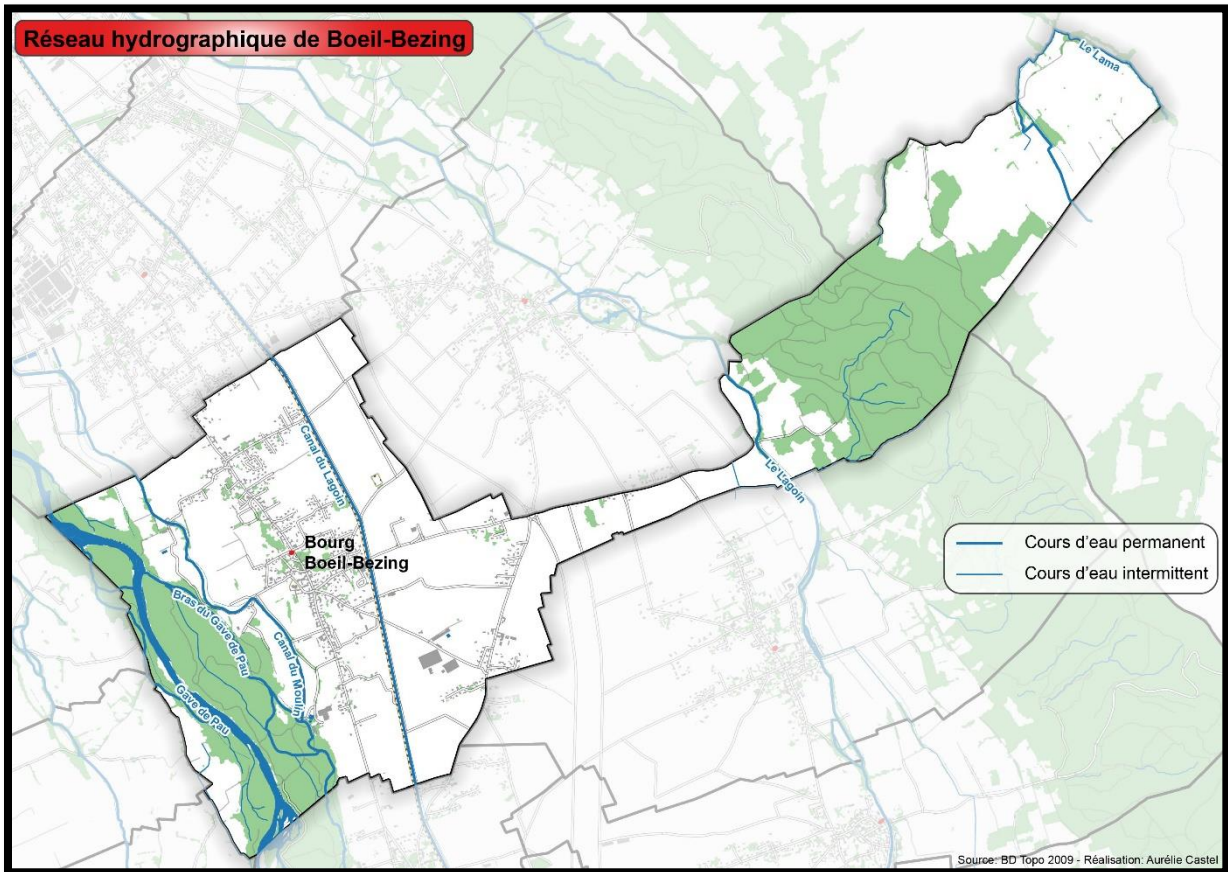 Réseau hydrographique de Boeil-Bezing
Le Lama
Canal du Lagoin
Le Lagoin
Bourg
Boeil-Bezing
Cours d'eau permanent
Cours d'eau intermittent
Bras du Gave de Pau
Canal du Moulin
Gave de Pau
Source: BD Topo 2009 - Réalisation: Aurélie Castel